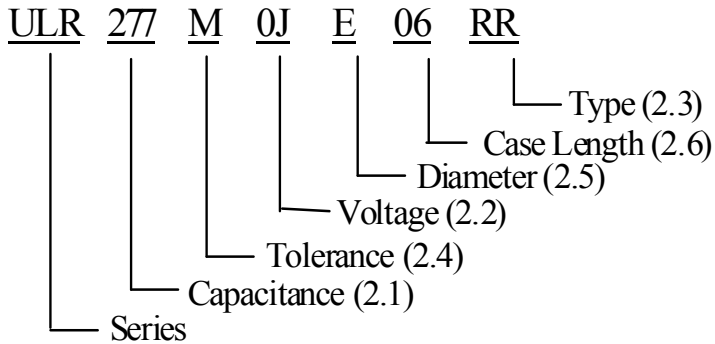 ULR 277 M 0J E 06 RR
Type (2.3)
Case Length (2.6)
Diameter (2.5)
Voltage (2.2)
Tolerance (2.4)
Capacitance (2.1)
Series